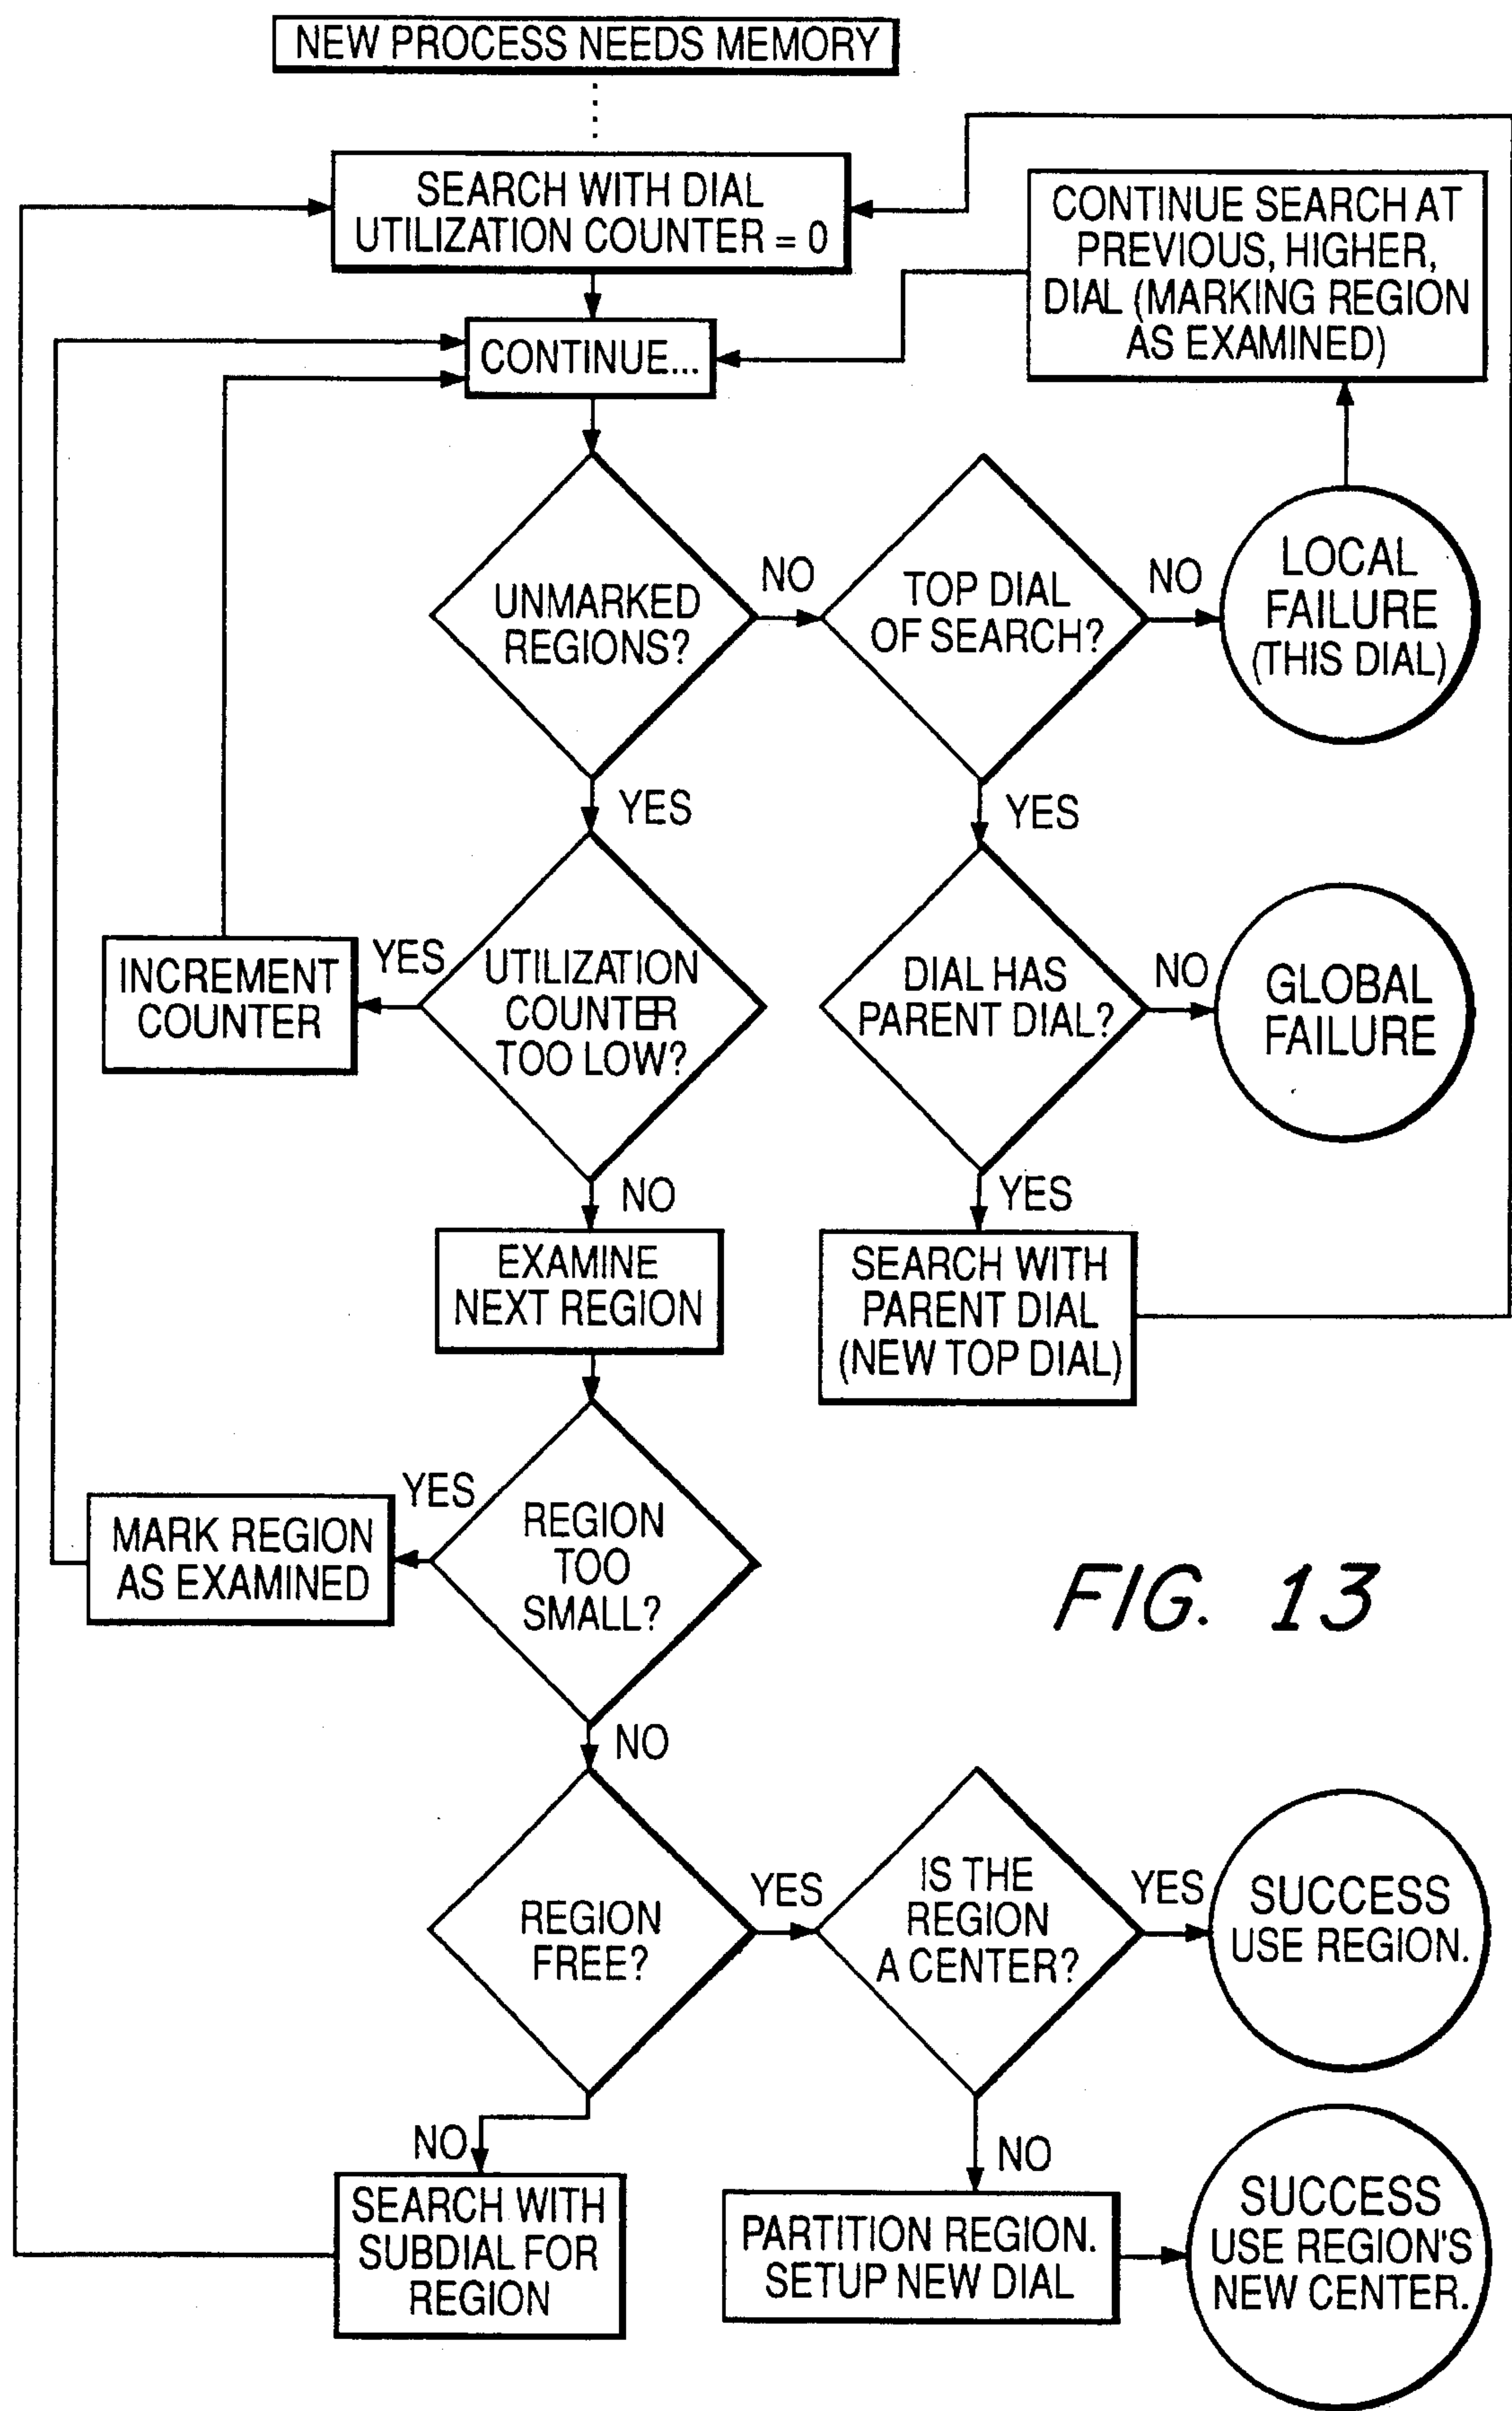 NEW PROCESS NEEDS MEMORY
SEARCH WITH DIAL
UTILIZATION COUNTER = 0
CONTINUE SEARCH AT
PREVIOUS, HIGHER,
DIAL (MARKING REGION
AS EXAMINED)
CONTINUE...
UNMARKED
REGIONS?
NO
TOP DIAL
OF SEARCH?
NO
LOCAL
FAILURE
(THIS DIAL)
YES
YES
INCREMENT
COUNTER
YES
UTILIZATION
COUNTER
TOO LOW?
DIAL HAS
PARENT DIAL?
NO
GLOBAL
FAILURE
NO
YES
EXAMINE
NEXT REGION
SEARCH WITH
PARENT DIAL
(NEW TOP DIAL)
MARK REGION
AS EXAMINED
YES
REGION
TOO
SMALL?
FIG. 13
NO
REGION
FREE?
YES
IS THE
REGION
A CENTER?
YES
SUCCESS
USE REGION.
NO
NO
SEARCH WITH
SUBDIAL FOR
REGION
PARTITION REGION.
SETUP NEW DIAL
SUCCESS
USE REGION'S
NEW CENTER.